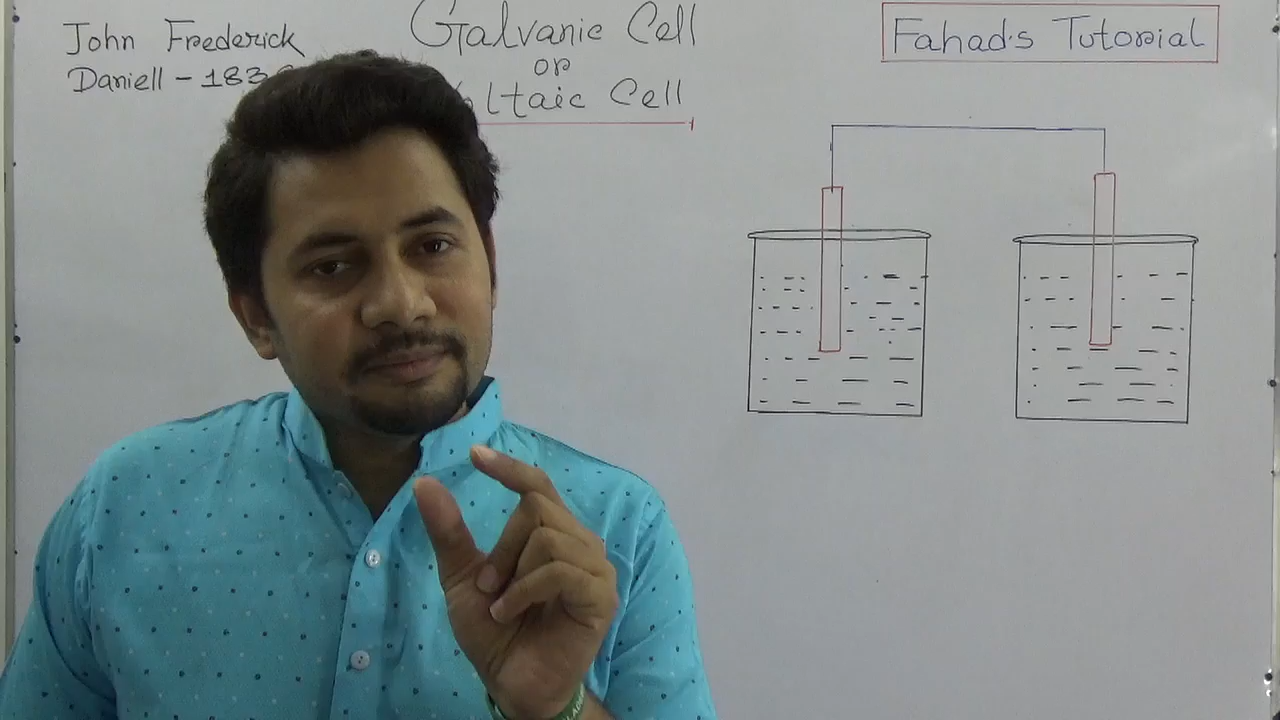 John Frederick
Daniell - 183
Galvanic Cell
or
ltaic Cell
Fahad's Tutorial